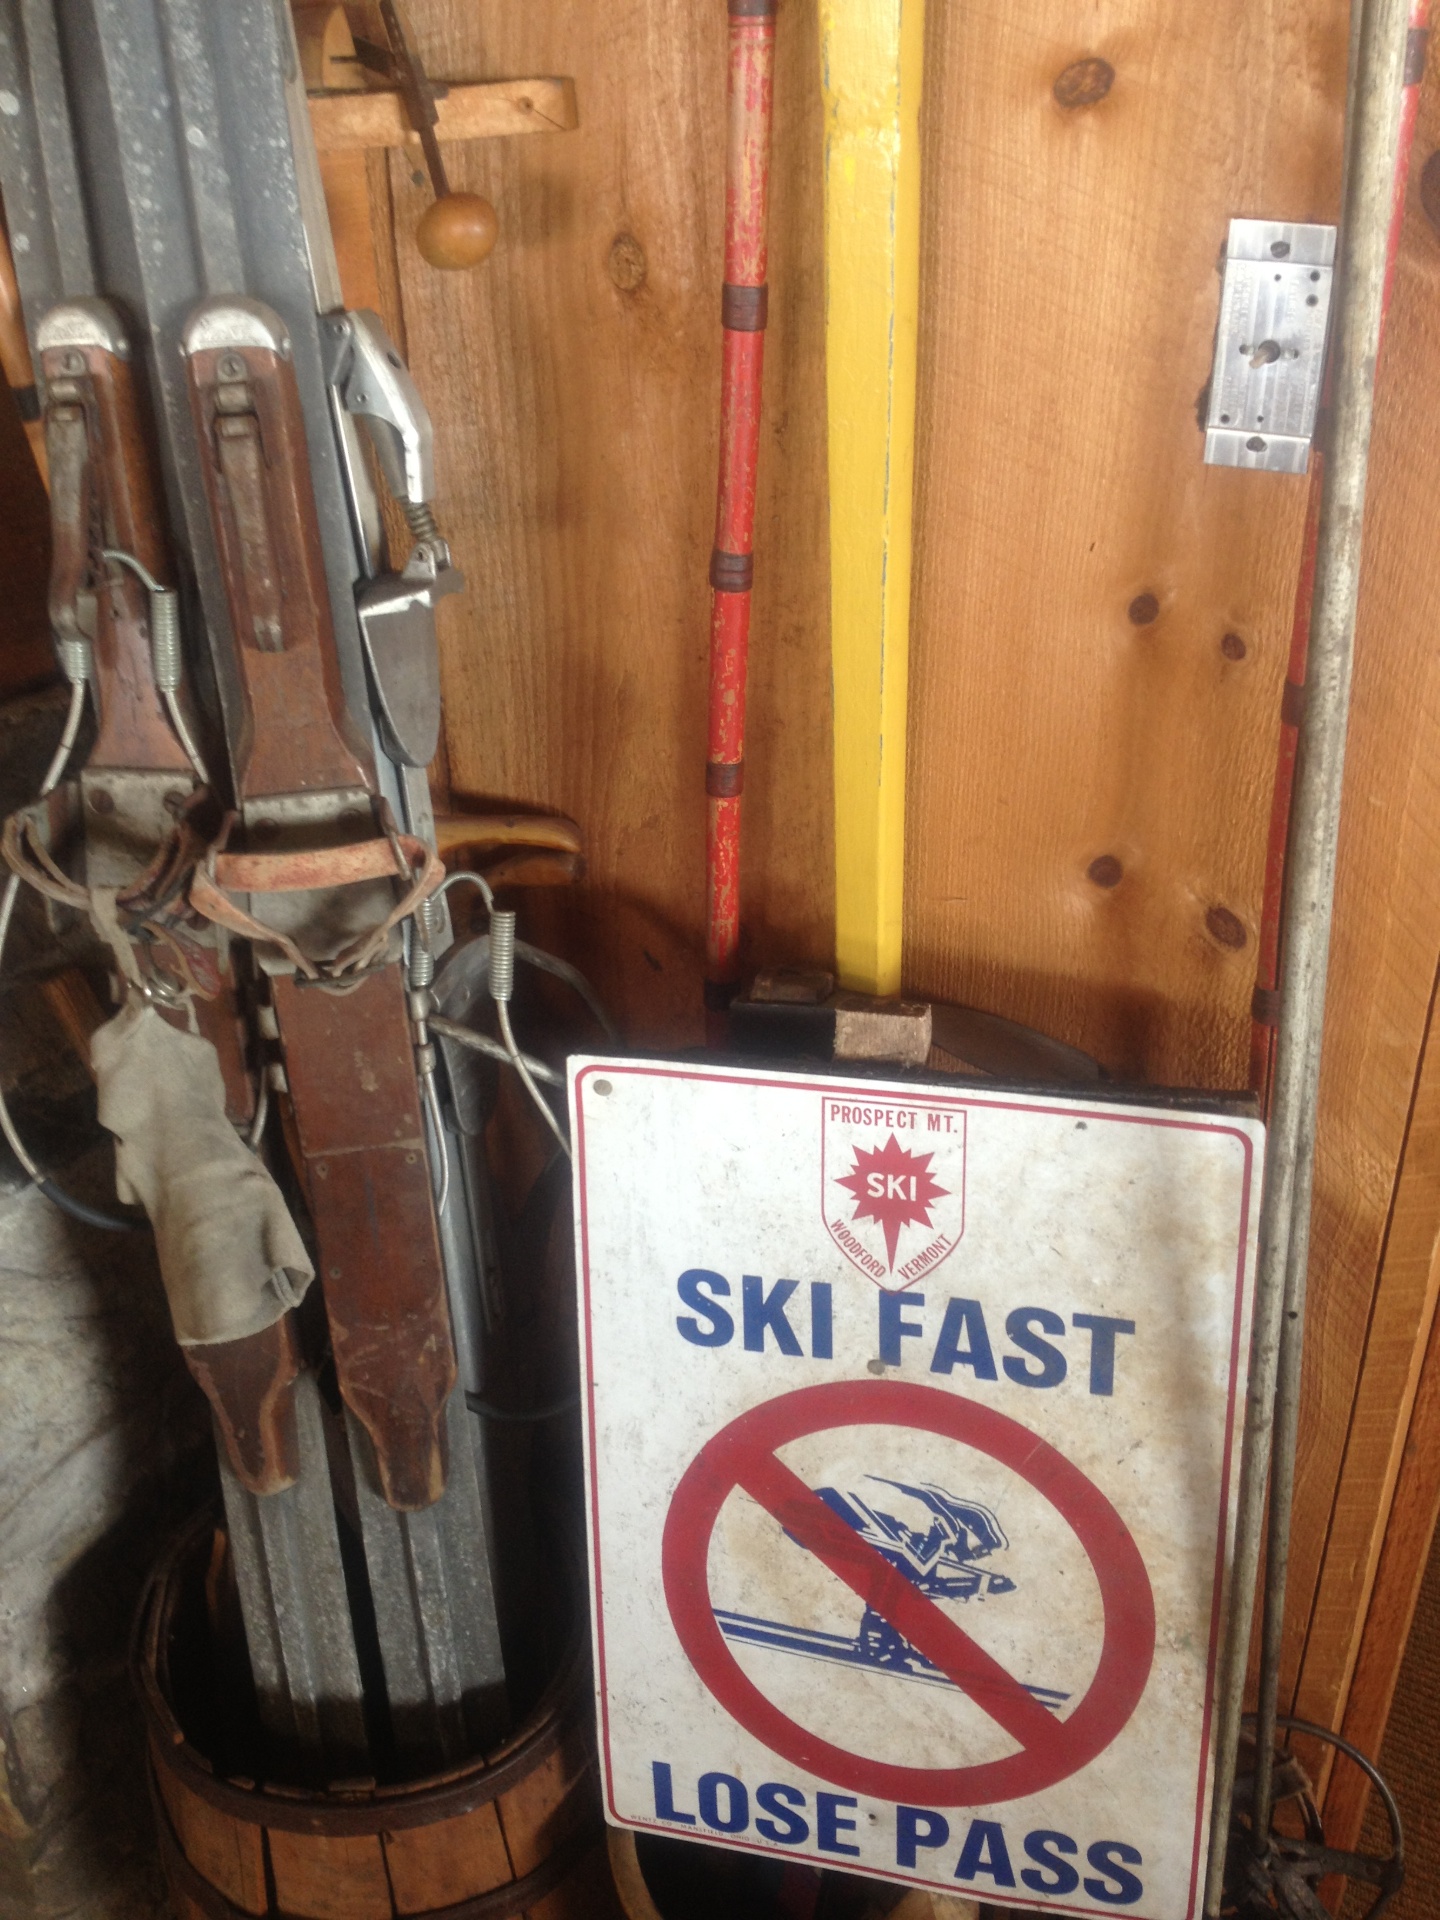 PROSPECT MT.
SKI
WOODFORD VERMONT
SKI FAST
LOSE PASS